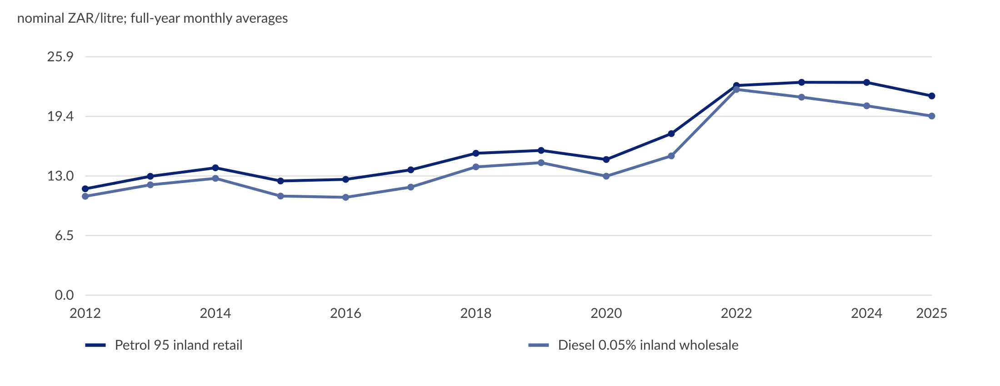 nominal ZAR/litre; full-year monthly averages
25.9
19.4
13.0
6.5
0.0
2012 2014 2016 2018 2020 2022 2024 2025
Petrol 95 inland retail Diesel 0.05% inland wholesale